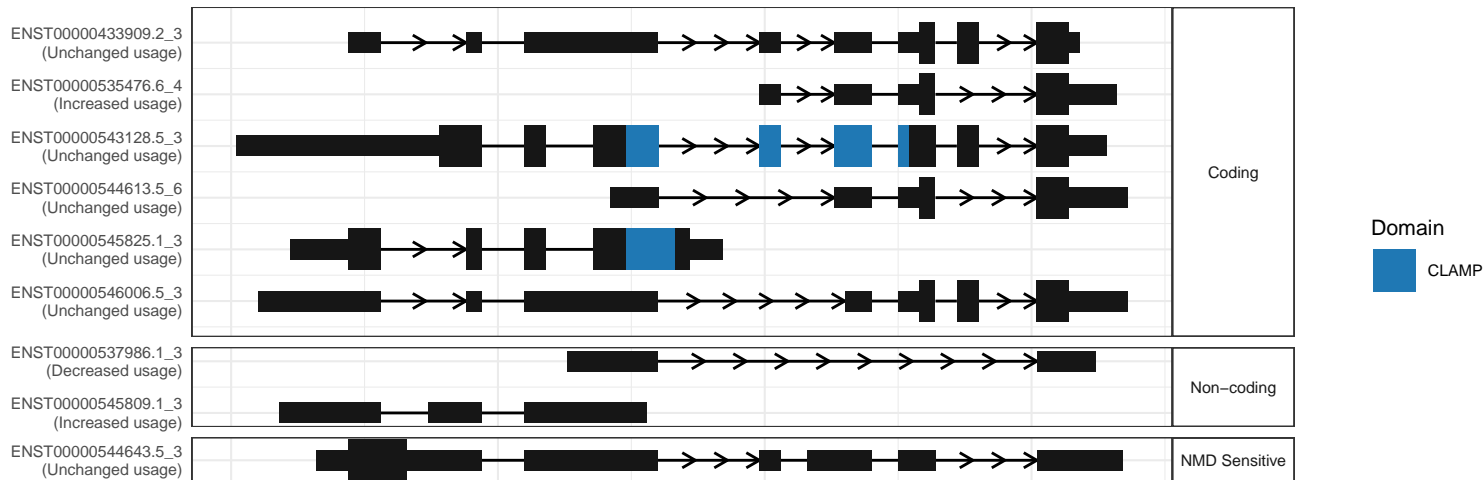 ENST00000433909.2_3
(Unchanged usage)
ENST00000535476.6_4
(Increased usage)
ENST00000543128.5_3
(Unchanged usage)
ENST00000544613.5_6
(Unchanged usage)
ENST00000545825.1_3
(Unchanged usage)
ENST00000546006.5_3
(Unchanged usage)
Coding
ENST00000537986.1_3
(Decreased usage)
ENST00000545809.1_3
(Increased usage)
Non−coding
ENST00000544643.5_3
(Unchanged usage)
NMD Sensitive
Domain
CLAMP